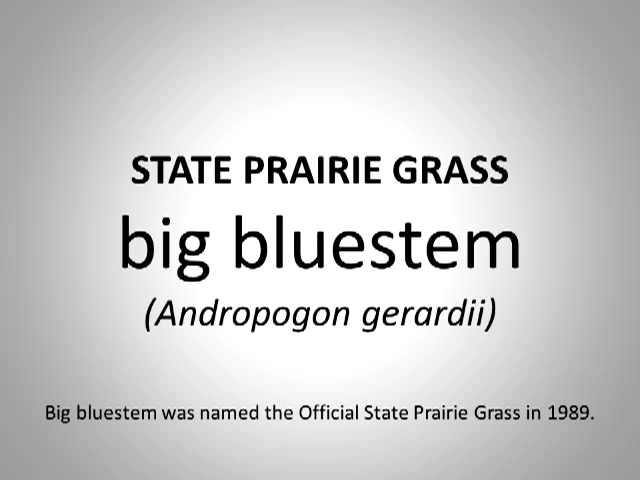 STATE PRAIRIE GRASS
big bluestem
(Andropogon gerardii)
Big bluestem was named the Official State Prairie Grass in 1989.